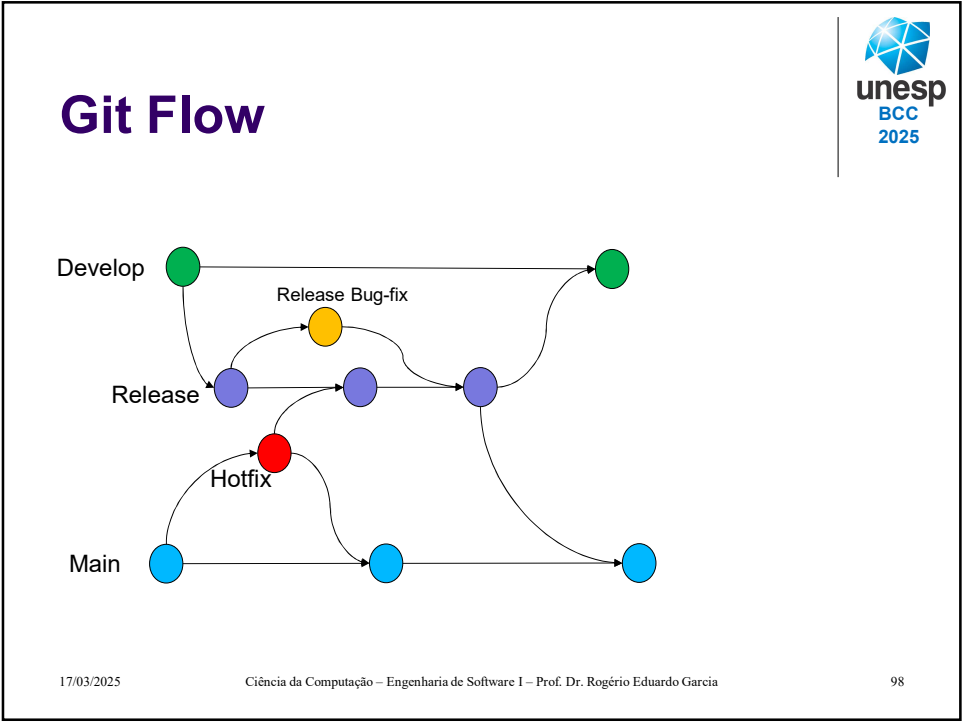 unesp
BCC
2025
Git Flow
Develop
Release Bug-fix
Release
Hotfix
Main
17/03/2025
Ciência da Computação – Engenharia de Software I – Prof. Dr. Rogério Eduardo Garcia
98